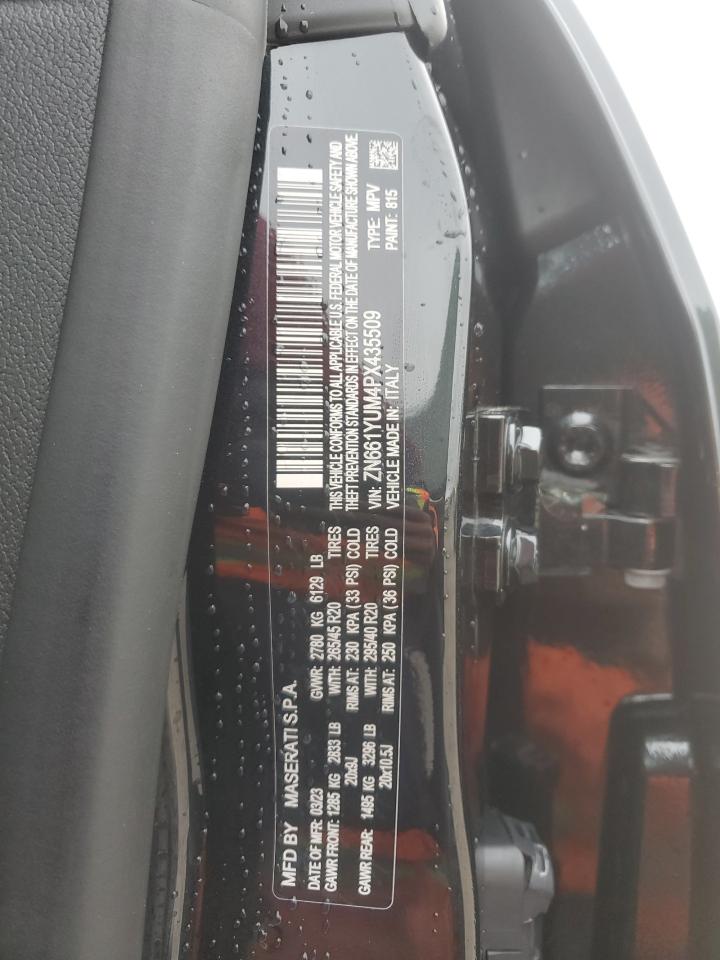 MFD BY MASERATI S.P.A.
DATE OF MFR: 03/23 GVWR: 2780 KG 6129 LB
GAWR FRONT: 1285 KG 2833 LB WITH: 265/45 R20 TIRES
20x9J RIMS AT: 230 KPA (33 PSI) COLD
GAWR REAR: 1495 KG 3296 LB WITH: 295/40 R20 TIRES
20x10.5J RIMS AT: 250 KPA (36 PSI) COLD
THIS VEHICLE CONFORMS TO ALL APPLICABLE U.S. FEDERAL MOTOR VEHICLE SAFETY AND
THEFT PREVENTION STANDARDS IN EFFECT ON THE DATE OF MANUFACTURE SHOWN ABOVE
VIN: ZN661YUM4PX435509 TYPE: MPV
VEHICLE MADE IN: ITALY PAINT: 815